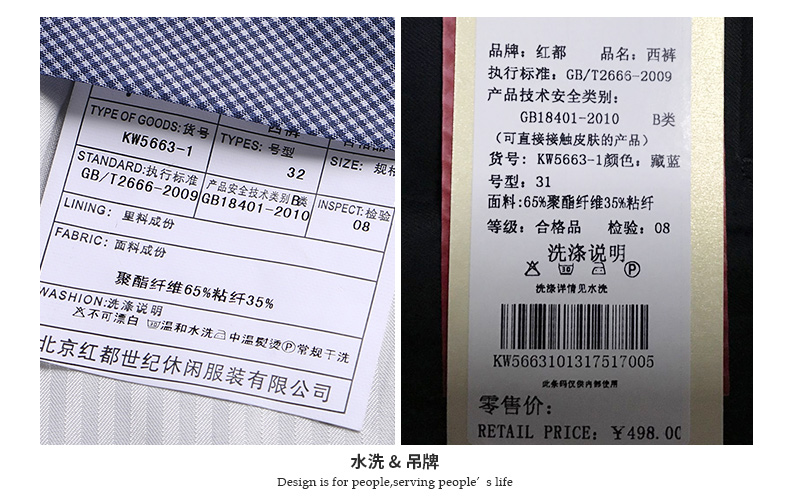 TYPE OF GOODS:货号
KW5663-1
西裤
TYPES: 号型
32
合格品
SIZE: 规格
STANDARD:执行标准
GB/T2666-2009
产品安全技术类别 B类
GB18401-2010
INSPECT:检验
08
LINING: 里料成份
FABRIC: 面料成份
聚酯纤维65%粘纤35%
WASHION:洗涤说明
不可漂白 温和水洗 中温熨烫 P 常规干洗
北京红都世纪休闲服装有限公司
品牌: 红都 品名: 西裤
执行标准: GB/T2666-2009
产品技术安全类别:
GB18401-2010 B类
(可直接接触皮肤的产品)
货号: KW5663-1颜色: 藏蓝
号型: 31
面料:65%聚酯纤维35%粘纤
等级: 合格品 检验: 08
洗涤说明
P
洗涤详情见水洗
KW5663101317517005
此条码仅供内部使用
零售价:
RETAIL PRICE: ¥498.00
水洗 & 吊牌
Design is for people,serving people's life